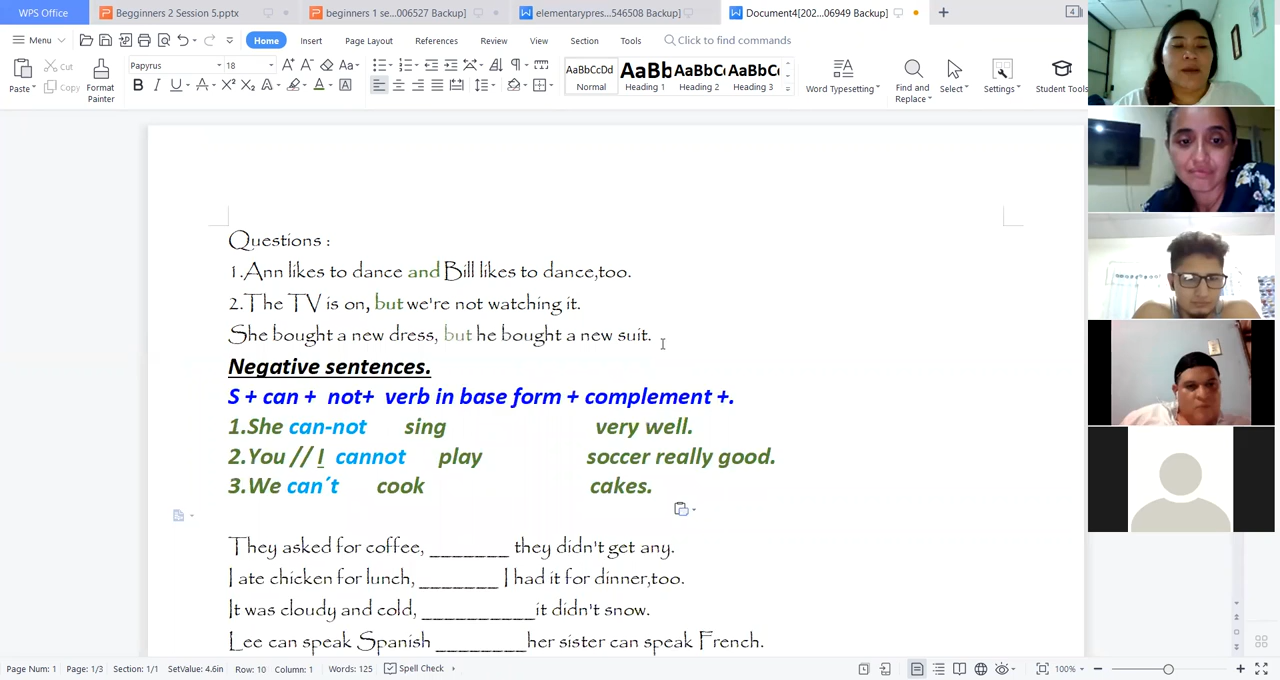 WPS Office
Begginners 2 Session 5.pptx
beginners 1 se...006527 Backup]
elementarypres...546508 Backup]
Document4[202...06949 Backup]
4
Menu
Home
Insert
Page Layout
References
Review
View
Section
Tools
Click to find commands
Paste
Cut
Copy
Format Painter
Papyrus
18
AaBbCcDd
Normal
AaBb
Heading 1
AaBbC
Heading 2
AaBbC
Heading 3
Word Typesetting
Find and Replace
Select
Settings
Student Tools
Questions :
1.Ann likes to dance and Bill likes to dance,too.
2.The TV is on, but we're not watching it.
She bought a new dress, but he bought a new suit.
Negative sentences.
S + can + not+ verb in base form + complement +.
1.She can-not sing very well.
2.You // I cannot play soccer really good.
3.We can´t cook cakes.
They asked for coffee, _______ they didn't get any.
I ate chicken for lunch, _______ I had it for dinner,too.
It was cloudy and cold, __________it didn't snow.
Lee can speak Spanish ________her sister can speak French.
Page Num: 1
Page: 1/3
Section: 1/1
SetValue: 4.6in
Row: 10
Column: 1
Words: 125
Spell Check
100%